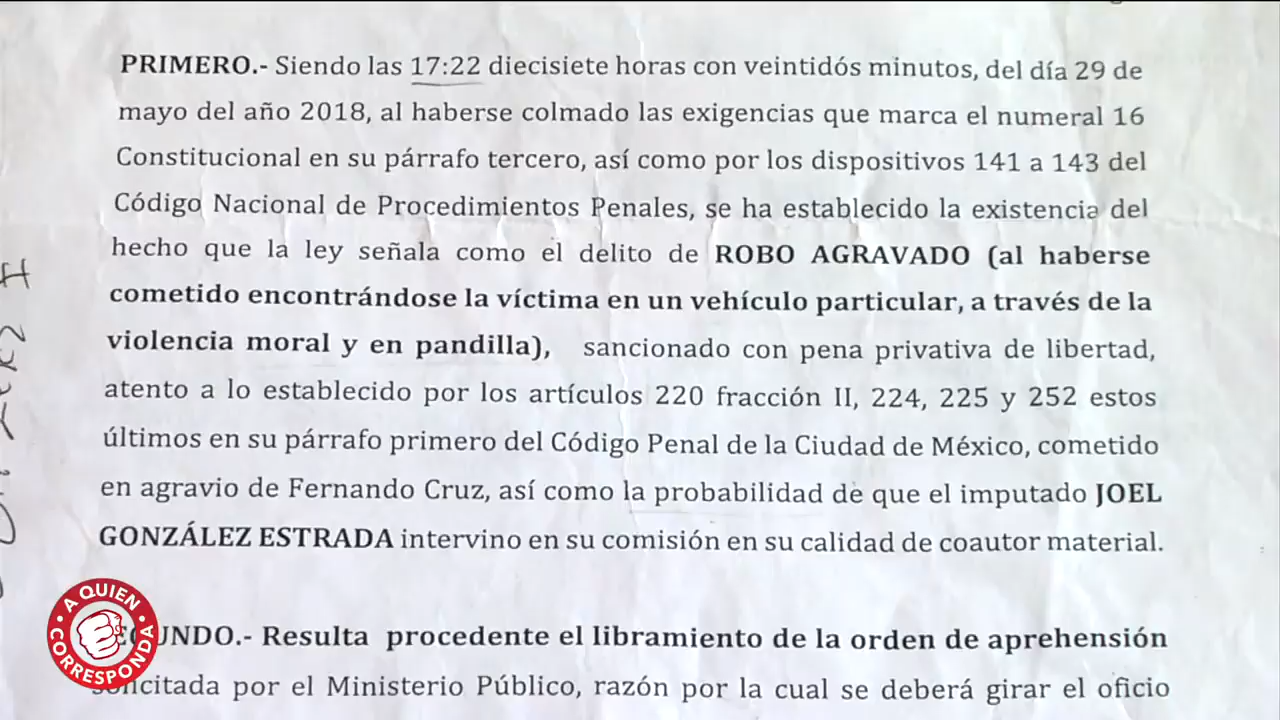 PRIMERO.- Siendo las 17:22 diecisiete horas con veintidós minutos, del día 29 de
mayo del año 2018, al haberse colmado las exigencias que marca el numeral 16
Constitucional en su párrafo tercero, así como por los dispositivos 141 a 143 del
Código Nacional de Procedimientos Penales, se ha establecido la existencia del
hecho que la ley señala como el delito de ROBO AGRAVADO (al haberse
cometido encontrándose la víctima en un vehículo particular, a través de la
violencia moral y en pandilla), sancionado con pena privativa de libertad,
atento a lo establecido por los artículos 220 fracción II, 224, 225 y 252 estos
últimos en su párrafo primero del Código Penal de la Ciudad de México, cometido
en agravio de Fernando Cruz, así como la probabilidad de que el imputado JOEL
GONZÁLEZ ESTRADA intervino en su comisión en su calidad de coautor material.
SEGUNDO.- Resulta procedente el libramiento de la orden de aprehensión
solicitada por el Ministerio Público, razón por la cual se deberá girar el oficio
A QUIEN
CORRESPONDA